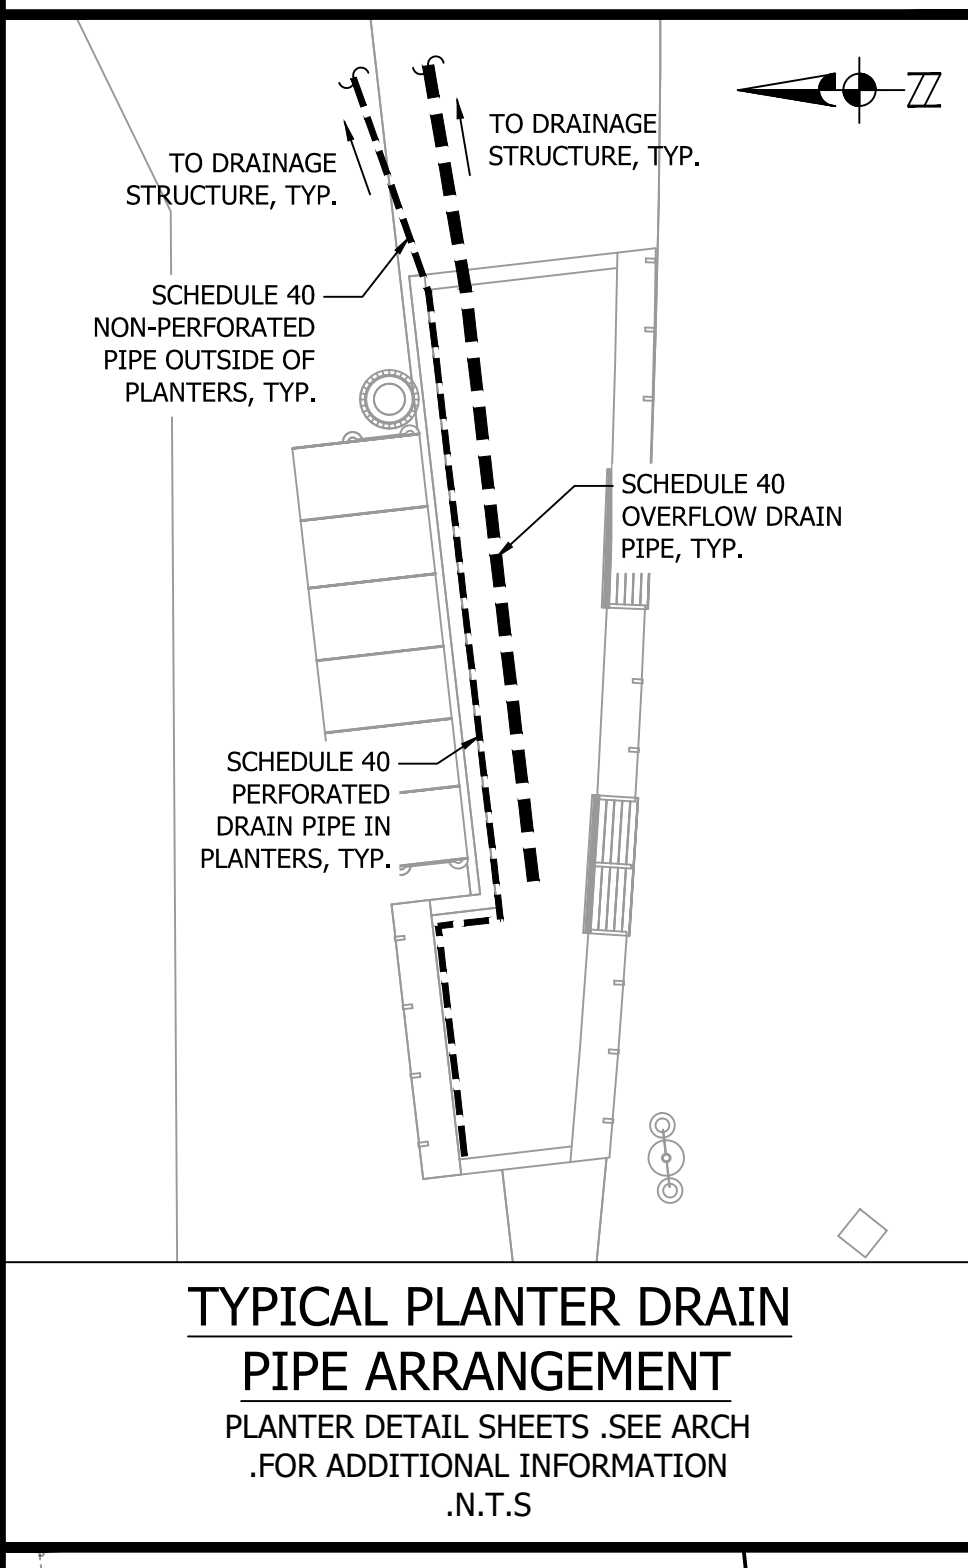 TO DRAINAGE
STRUCTURE, TYP.
TO DRAINAGE
STRUCTURE, TYP.
N
SCHEDULE 40
NON-PERFORATED
PIPE OUTSIDE OF
PLANTERS, TYP.
SCHEDULE 40
OVERFLOW DRAIN
PIPE, TYP.
SCHEDULE 40
PERFORATED
DRAIN PIPE IN
PLANTERS, TYP.
TYPICAL PLANTER DRAIN
PIPE ARRANGEMENT
PLANTER DETAIL SHEETS .SEE ARCH
.FOR ADDITIONAL INFORMATION
.N.T.S